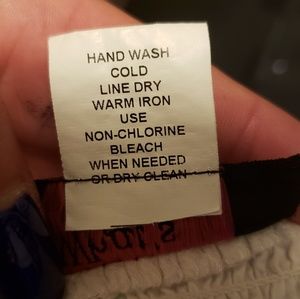 HAND WASH
COLD
LINE DRY
WARM IRON
USE
NON-CHLORINE
BLEACH
WHEN NEEDED
OR DRY CLEAN